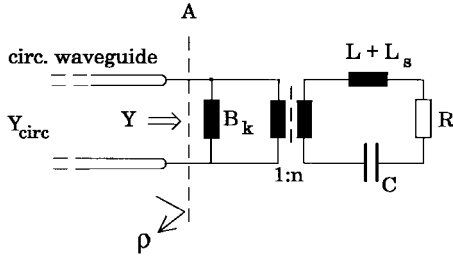 A
circ. waveguide
L + L_s
Y_circ
Y
B_k
R
1:n
C
ρ